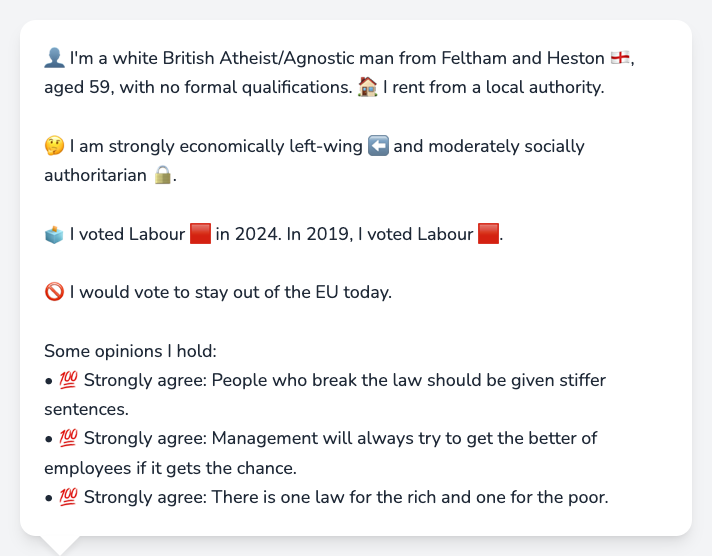 👤 I'm a white British Atheist/Agnostic man from Feltham and Heston 🏴󠁧󠁢󠁥󠁮󠁧󠁿,
aged 59, with no formal qualifications. 🏠 I rent from a local authority.
🤔 I am strongly economically left-wing ⬅️ and moderately socially
authoritarian 🔒.
🗳️ I voted Labour 🟥 in 2024. In 2019, I voted Labour 🟥.
🚫 I would vote to stay out of the EU today.
Some opinions I hold:
• 💯 Strongly agree: People who break the law should be given stiffer
sentences.
• 💯 Strongly agree: Management will always try to get the better of
employees if it gets the chance.
• 💯 Strongly agree: There is one law for the rich and one for the poor.